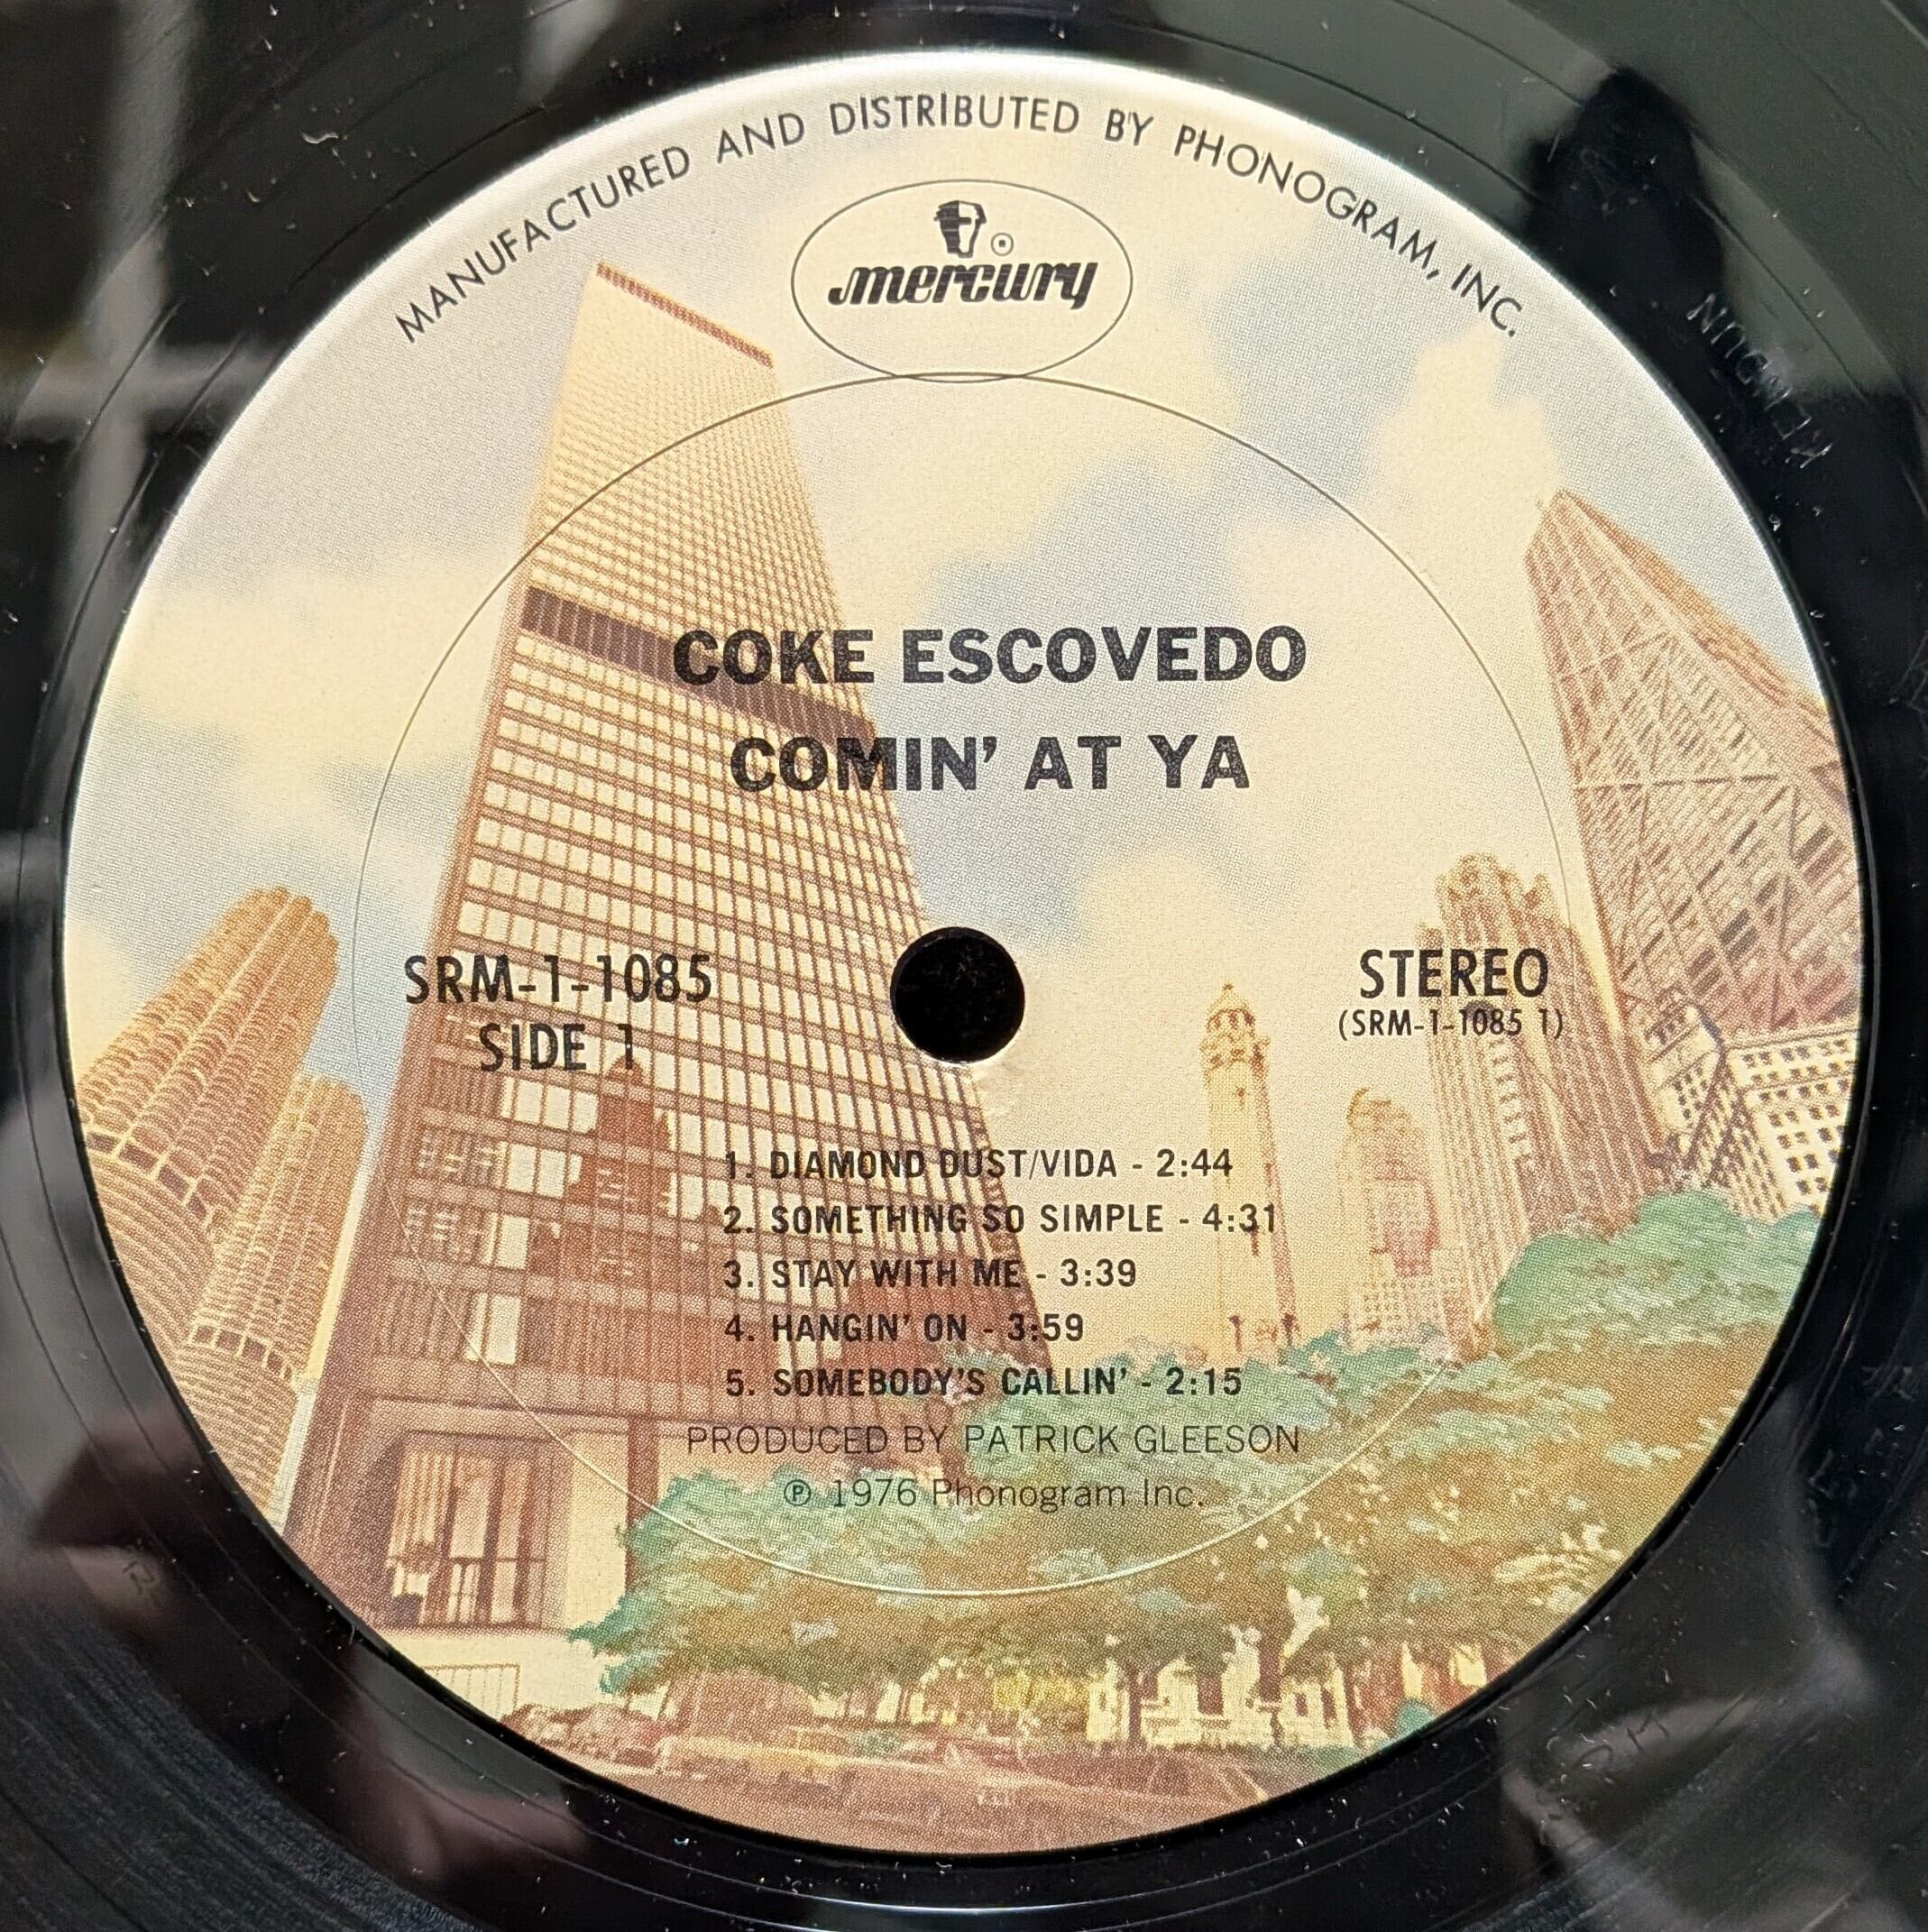 MANUFACTURED AND DISTRIBUTED BY PHONOGRAM, INC.
mercury
COKE ESCOVEDO
COMIN' AT YA
SRM-1-1085
SIDE 1
STEREO
(SRM-1-1085 1)
1. DIAMOND DUST/VIDA - 2:44
2. SOMETHING SO SIMPLE - 4:31
3. STAY WITH ME - 3:39
4. HANGIN' ON - 3:59
5. SOMEBODY'S CALLIN' - 2:15
PRODUCED BY PATRICK GLEESON
℗ 1976 Phonogram Inc.